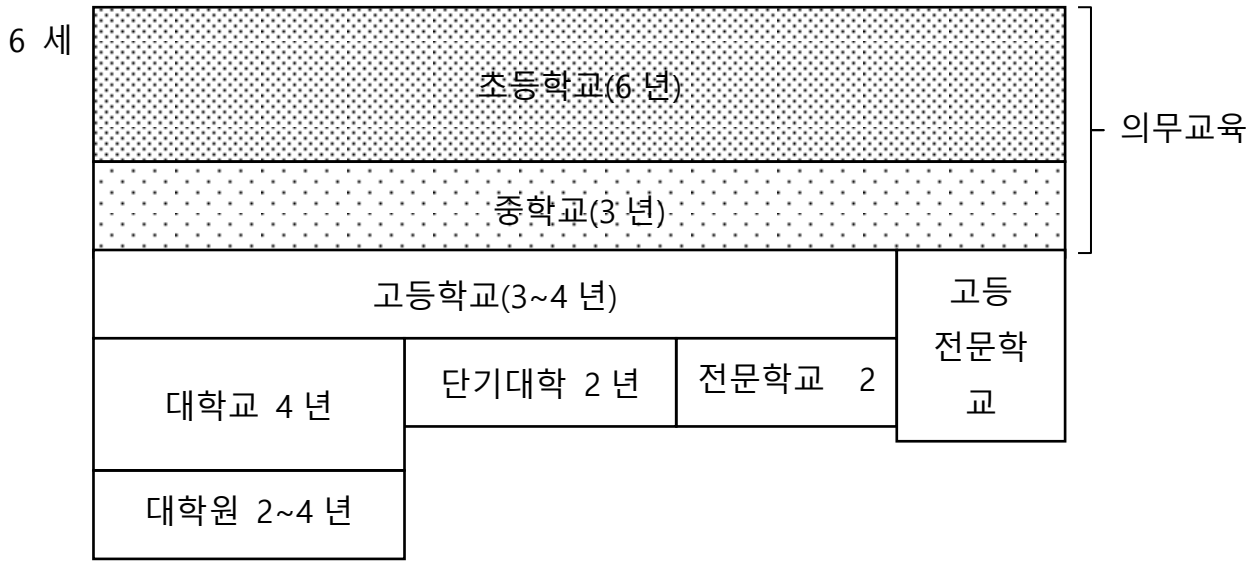 6 세
초등학교(6 년)
의무교육
중학교(3 년)
고등학교(3~4 년)
고등
전문학
교
대학교 4 년
단기대학 2 년
전문학교 2
대학원 2~4 년